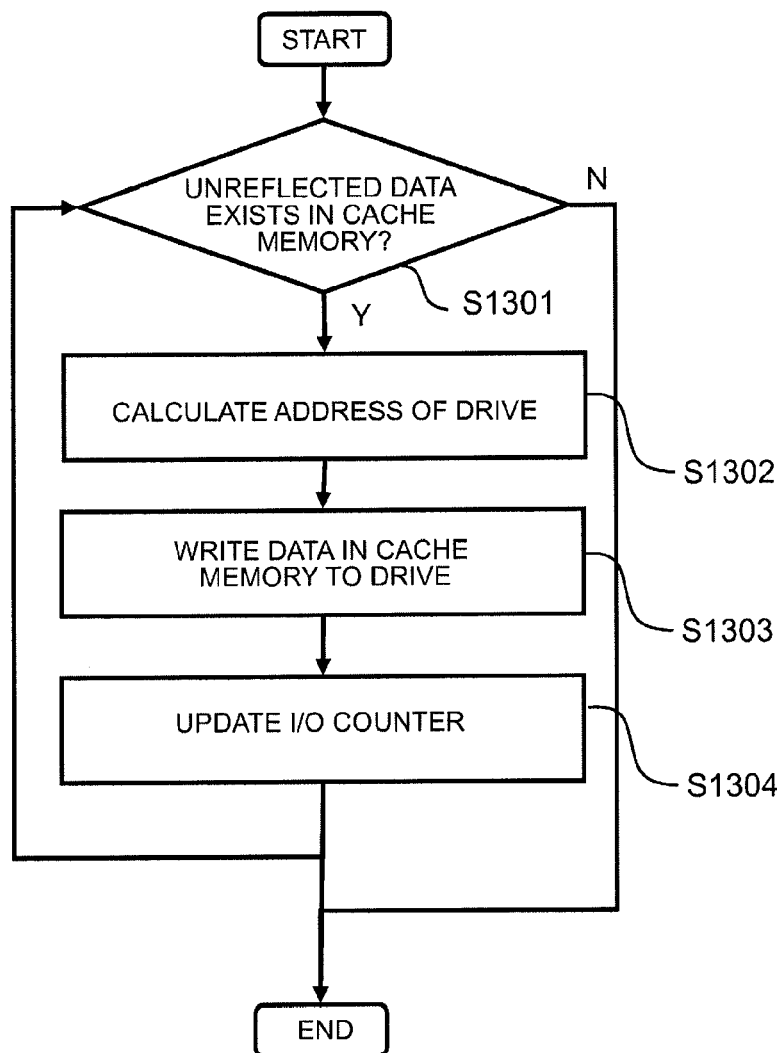 START
UNREFLECTED DATA
EXISTS IN CACHE
MEMORY?
N
S1301
Y
CALCULATE ADDRESS OF DRIVE
S1302
WRITE DATA IN CACHE
MEMORY TO DRIVE
S1303
UPDATE I/O COUNTER
S1304
END